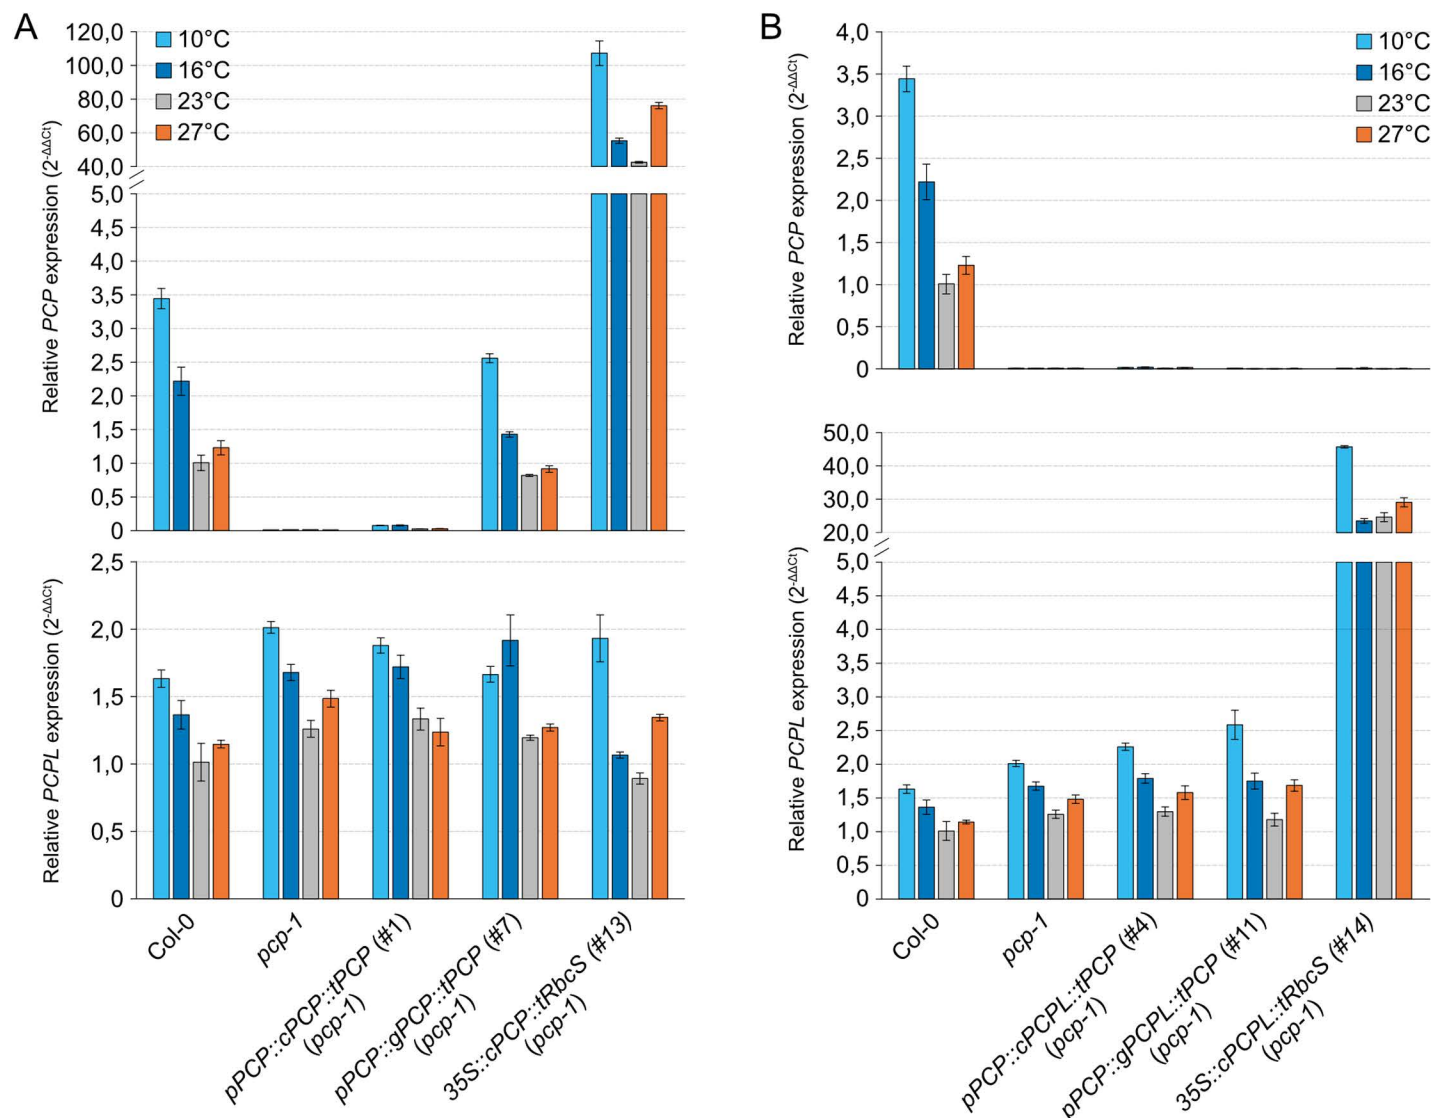 A
120,0
100,0
80,0
60,0
40,0
5,0
4,5
4,0
3,5
3,0
2,5
2,0
1,5
1,0
0,5
0
Relative PCP expression (2-ΔΔCt)
10°C
16°C
23°C
27°C
2,5
2,0
1,5
1,0
0,5
0
Relative PCPL expression (2-ΔΔCt)
Col-0
pcp-1
pPCP::cPCP::tPCP (#1)
(pcp-1)
pPCP::gPCP::tPCP (#7)
(pcp-1)
35S::cPCP::tRbcS (#13)
(pcp-1)
B
4,0
3,5
3,0
2,5
2,0
1,5
1,0
0,5
0
Relative PCP expression (2-ΔΔCt)
10°C
16°C
23°C
27°C
50,0
40,0
30,0
20,0
5,0
4,5
4,0
3,5
3,0
2,5
2,0
1,5
1,0
0,5
0
Relative PCPL expression (2-ΔΔCt)
Col-0
pcp-1
pPCP::cPCPL::tPCP (#4)
(pcp-1)
pPCP::gPCPL::tPCP (#11)
(pcp-1)
35S::cPCPL::tRbcS (#14)
(pcp-1)